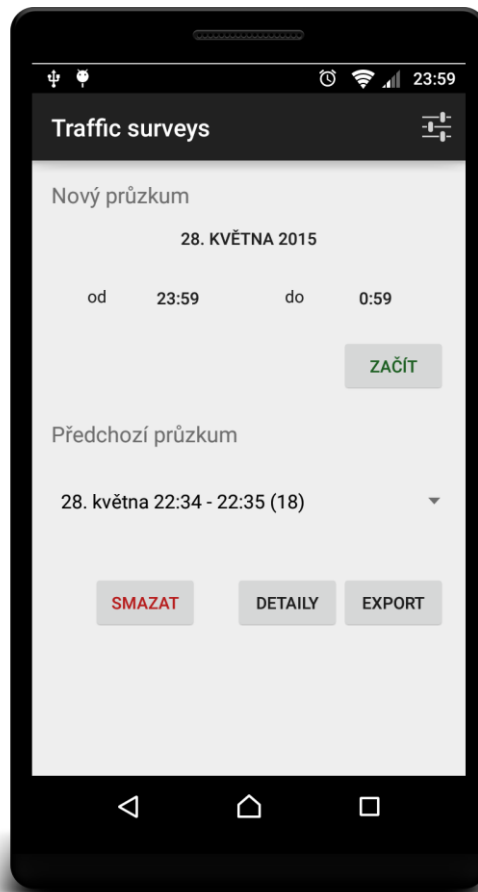 23:59
Traffic surveys
Nový průzkum
28. KVĚTNA 2015
od 23:59 do 0:59
ZAČÍT
Předchozí průzkum
28. května 22:34 - 22:35 (18)
SMAZAT DETAILY EXPORT